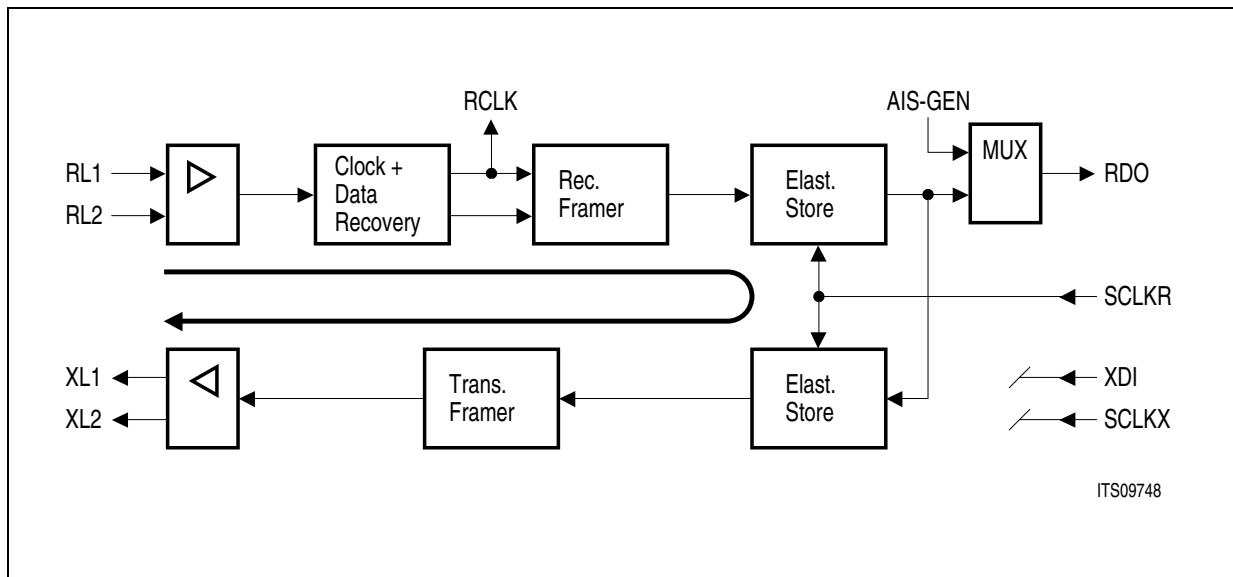 RCLK
AIS-GEN
RL1
RL2
Clock +
Data
Recovery
Rec.
Framer
Elast.
Store
MUX
RDO
SCLKR
XL1
XL2
Trans.
Framer
Elast.
Store
XDI
SCLKX
ITS09748